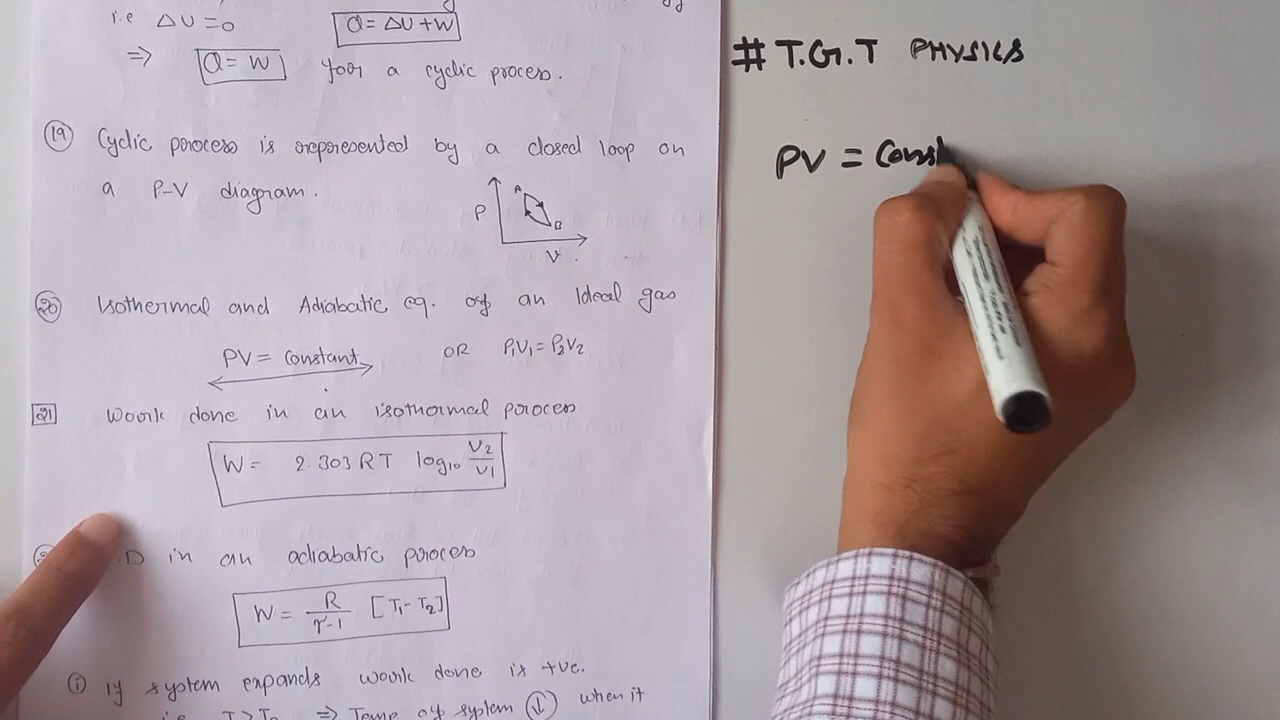 i.e ΔU = 0
Q = ΔU + W
⇒ Q = W for a cyclic process.
(19) Cyclic process is represented by a closed loop on
a P-V diagram.
P
A
B
V
(20) Isothermal and Adiabatic eq. of an Ideal gas
PV = Constant OR P₁V₁ = P₂V₂
21 Work done in an isothermal process
W = 2.303 RT log₁₀ V₂/V₁
.D in an adiabatic process
W = R/γ-1 [T₁ - T₂]
(i) If system expands work done is +ve.
⇒ Temp of system (↓) when it
# T.G.T PHYSICS
PV = Const